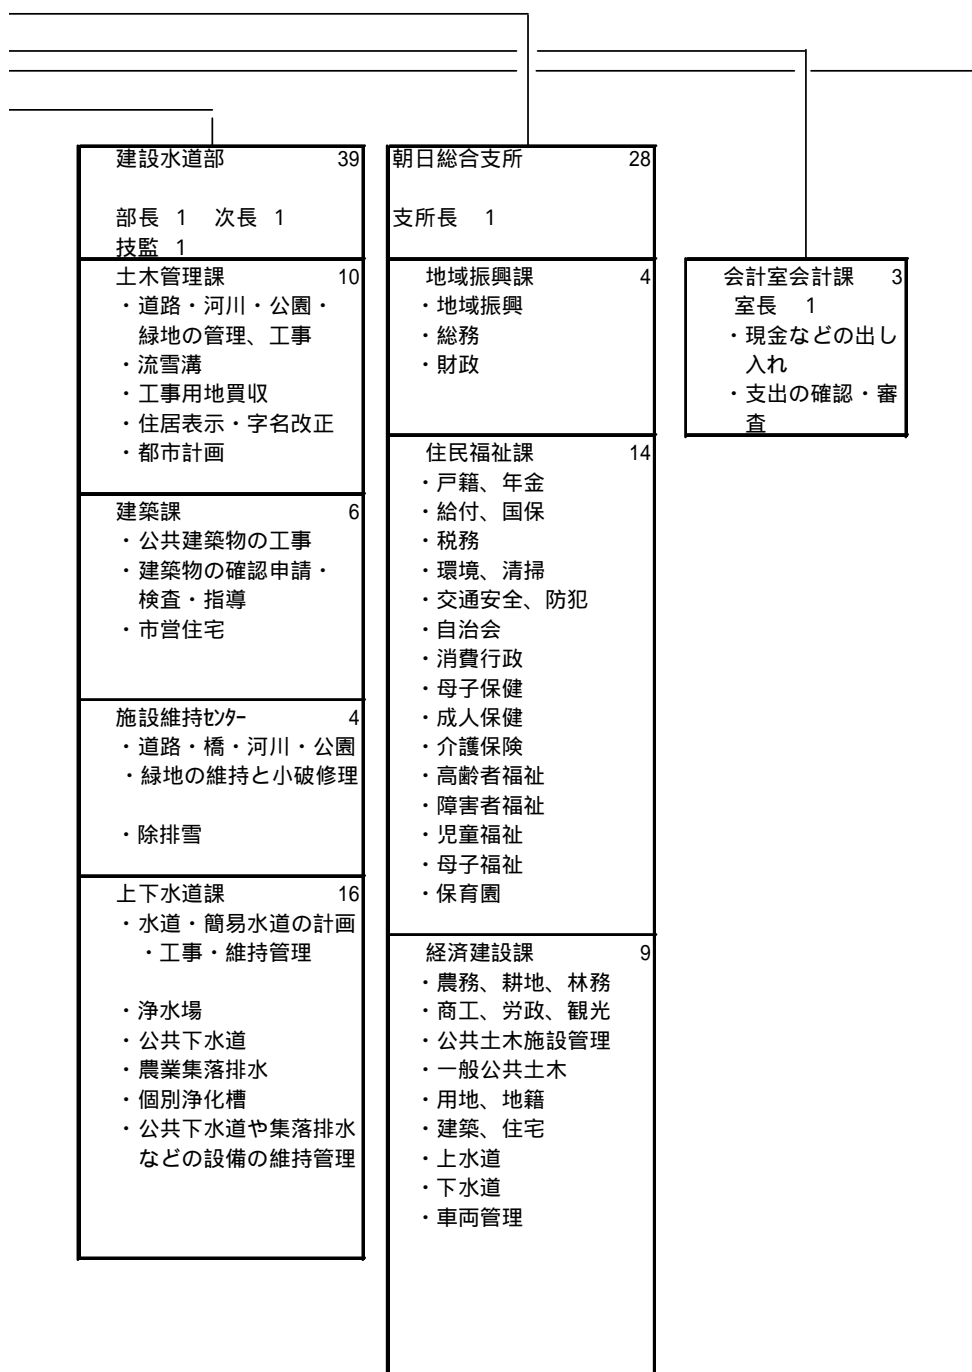 建設水道部 39
部長 1 次長 1
技監 1
土木管理課 10
・道路・河川・公園・
緑地の管理、工事
・流雪溝
・工事用地買収
・住居表示・字名改正
・都市計画
建築課 6
・公共建築物の工事
・建築物の確認申請・
検査・指導
・市営住宅
施設維持ｾﾝﾀｰ 4
・道路・橋・河川・公園
・緑地の維持と小破修理
・除排雪
上下水道課 16
・水道・簡易水道の計画
・工事・維持管理
・浄水場
・公共下水道
・農業集落排水
・個別浄化槽
・公共下水道や集落排水
などの設備の維持管理
朝日総合支所 28
支所長 1
地域振興課 4
・地域振興
・総務
・財政
住民福祉課 14
・戸籍、年金
・給付、国保
・税務
・環境、清掃
・交通安全、防犯
・自治会
・消費行政
・母子保健
・成人保健
・介護保険
・高齢者福祉
・障害者福祉
・児童福祉
・母子福祉
・保育園
経済建設課 9
・農務、耕地、林務
・商工、労政、観光
・公共土木施設管理
・一般公共土木
・用地、地籍
・建築、住宅
・上水道
・下水道
・車両管理
会計室会計課 3
室長 1
・現金などの出し
入れ
・支出の確認・審
査